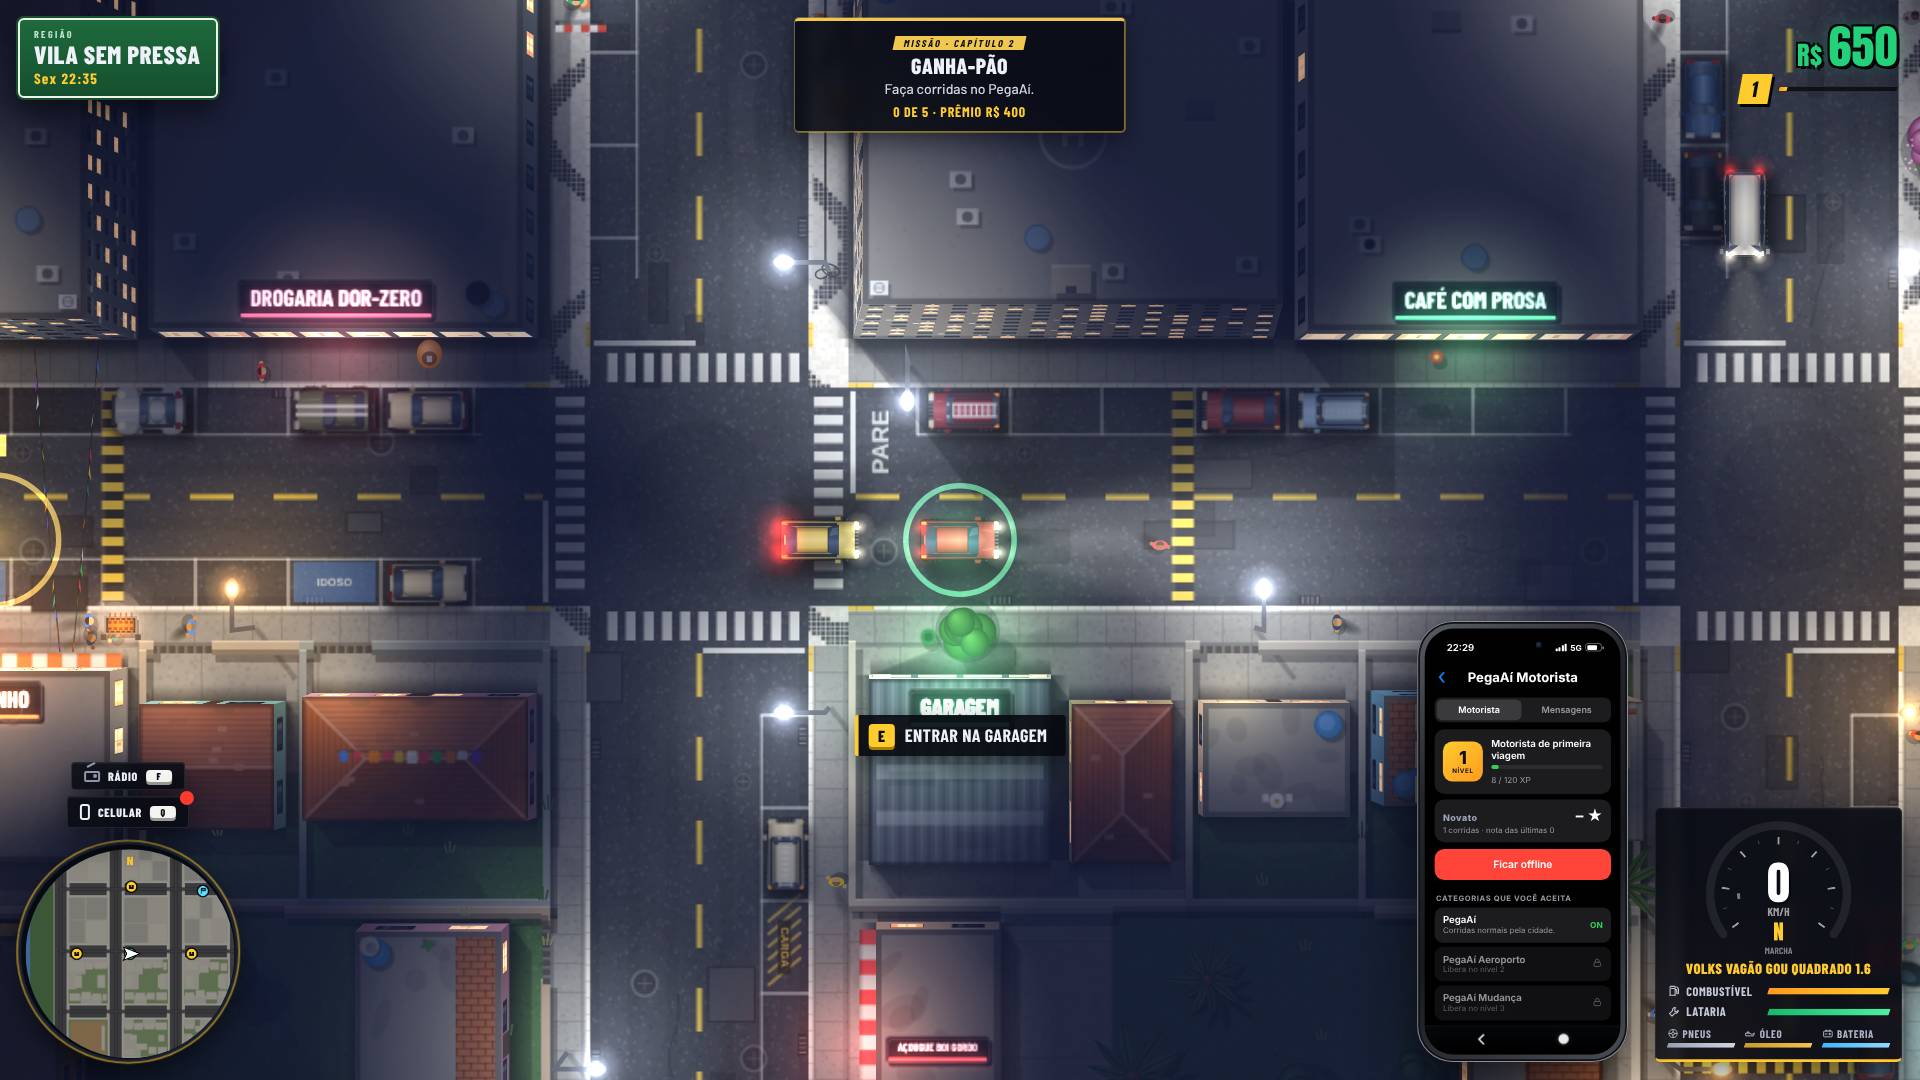 REGIÃO
VILA SEM PRESSA
Sex 22:35
MISSÃO · CAPÍTULO 2
GANHA-PÃO
Faça corridas no PegaAí.
0 DE 5 · PRÊMIO R$ 400
R$ 650
1
DROGARIA DOR-ZERO
CAFÉ COM PROSA
PARE
IDOSO
NHO
GARAGEM
E ENTRAR NA GARAGEM
RÁDIO F
CELULAR Q
N
CARGA
AÇOUGUE BOI GORDO
22:29
5G
PegaAí Motorista
Motorista
Mensagens
1
NÍVEL
Motorista de primeira
viagem
8 / 120 XP
Novato
– ★
1 corridas · nota das últimas 0
Ficar offline
CATEGORIAS QUE VOCÊ ACEITA
PegaAí
Corridas normais pela cidade.
ON
PegaAí Aeroporto
Libera no nível 2
PegaAí Mudança
Libera no nível 3
0
KM/H
N
MARCHA
VOLKS VAGÃO GOU QUADRADO 1.6
COMBUSTÍVEL
LATARIA
PNEUS
ÓLEO
BATERIA